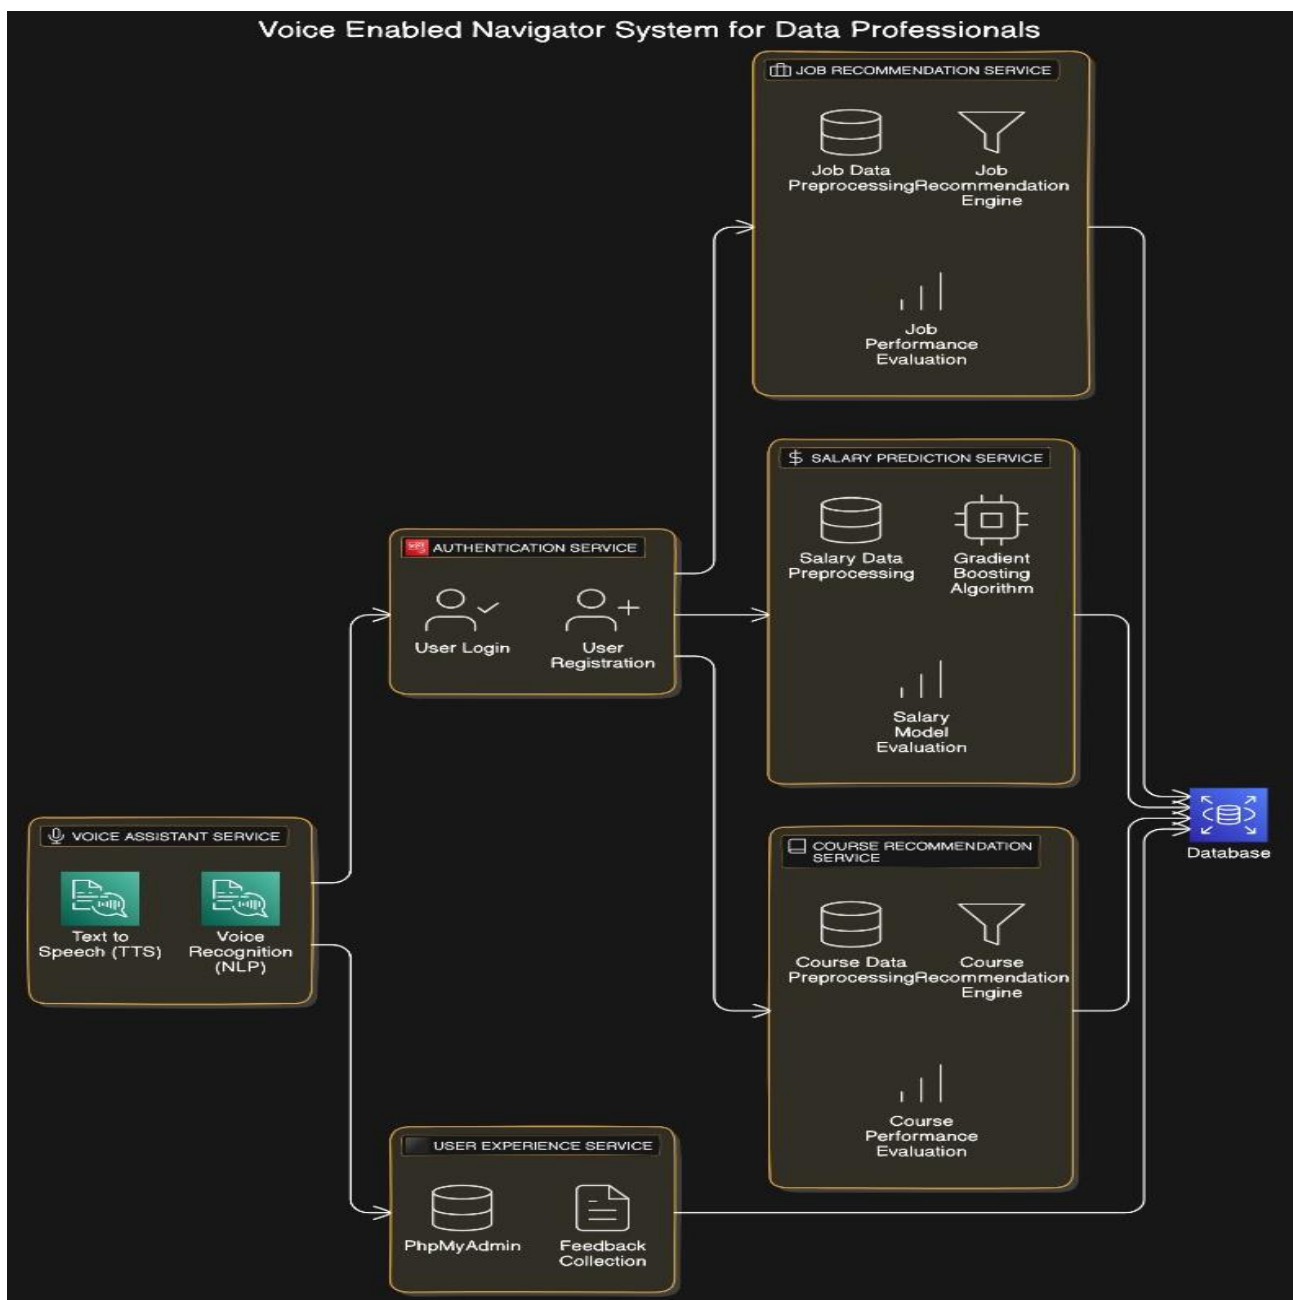 Voice Enabled Navigator System for Data Professionals
JOB RECOMMENDATION SERVICE
Job Data
Preprocessing
Job
Recommendation
Engine
Job
Performance
Evaluation
SALARY PREDICTION SERVICE
Salary Data
Preprocessing
Gradient
Boosting
Algorithm
Salary
Model
Evaluation
AUTHENTICATION SERVICE
User Login
User
Registration
VOICE ASSISTANT SERVICE
Text to
Speech (TTS)
Voice
Recognition
(NLP)
COURSE RECOMMENDATION
SERVICE
Course Data
Preprocessing
Course
Recommendation
Engine
Course
Performance
Evaluation
Database
USER EXPERIENCE SERVICE
PhpMyAdmin
Feedback
Collection